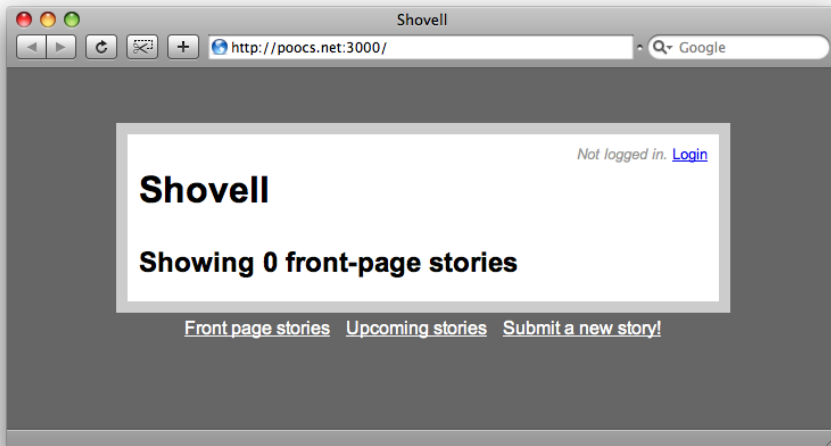 Shovell
http://poocs.net:3000/
Google
Not logged in. Login
Shovell
Showing 0 front-page stories
Front page stories Upcoming stories Submit a new story!